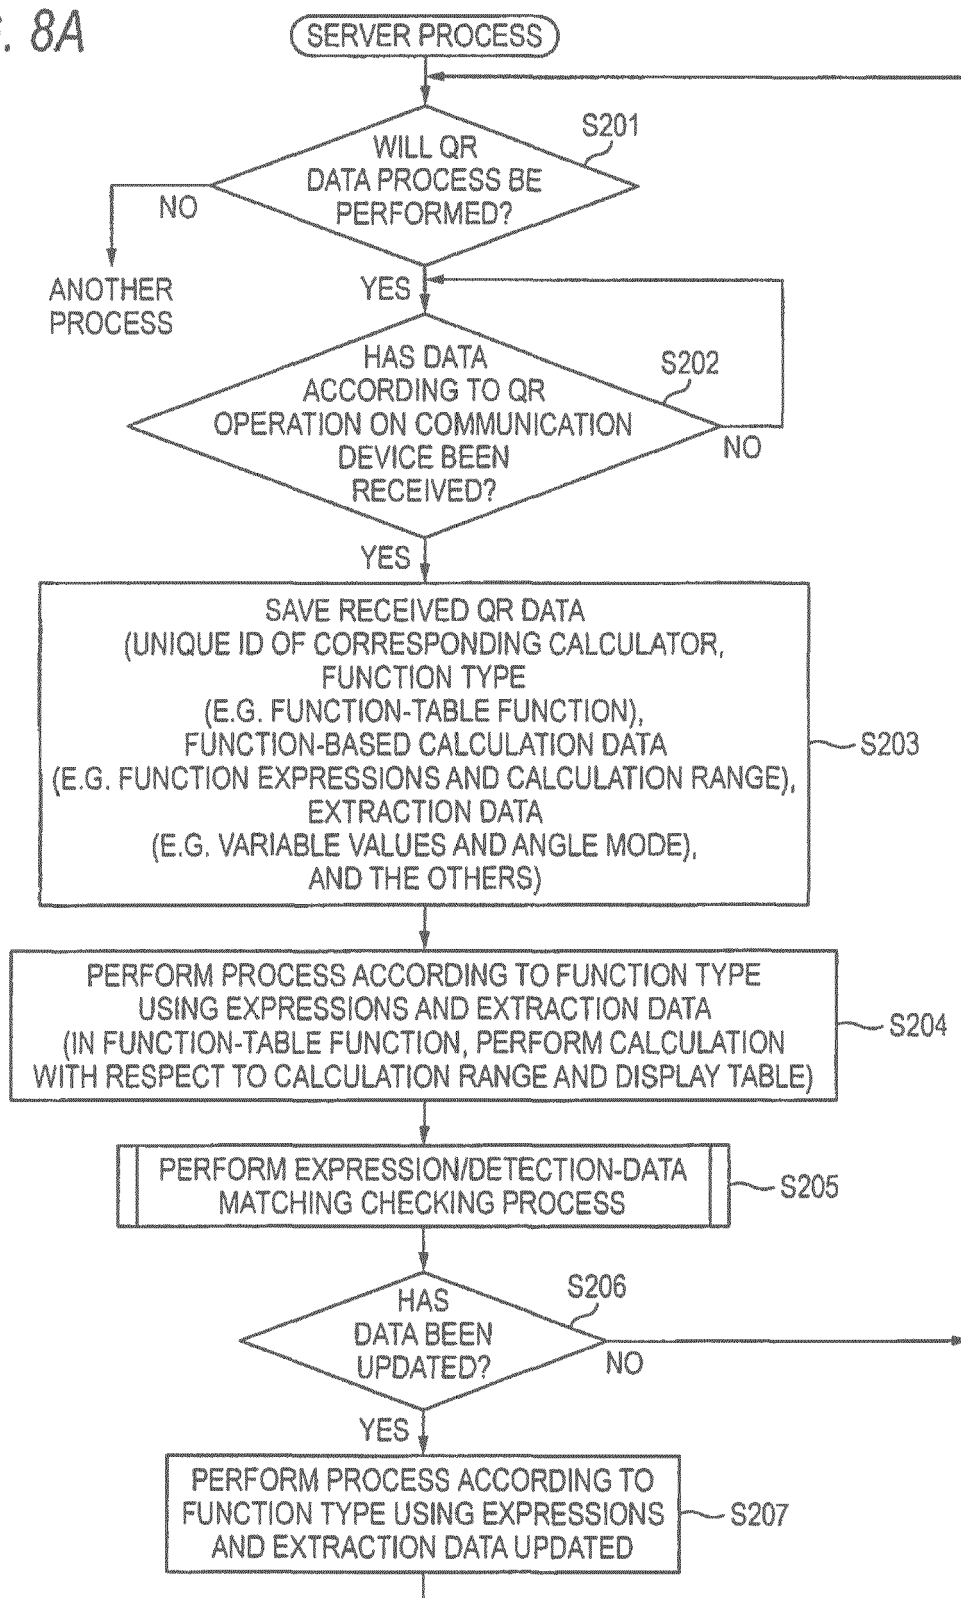 8A
SERVER PROCESS
S201
WILL QR
DATA PROCESS BE
PERFORMED?
NO
ANOTHER
PROCESS
YES
S202
HAS DATA
ACCORDING TO QR
OPERATION ON COMMUNICATION
DEVICE BEEN
RECEIVED?
NO
YES
SAVE RECEIVED QR DATA
(UNIQUE ID OF CORRESPONDING CALCULATOR,
FUNCTION TYPE
(E.G. FUNCTION-TABLE FUNCTION),
FUNCTION-BASED CALCULATION DATA
(E.G. FUNCTION EXPRESSIONS AND CALCULATION RANGE),
EXTRACTION DATA
(E.G. VARIABLE VALUES AND ANGLE MODE),
AND THE OTHERS)
S203
PERFORM PROCESS ACCORDING TO FUNCTION TYPE
USING EXPRESSIONS AND EXTRACTION DATA
(IN FUNCTION-TABLE FUNCTION, PERFORM CALCULATION
WITH RESPECT TO CALCULATION RANGE AND DISPLAY TABLE)
S204
PERFORM EXPRESSION/DETECTION-DATA
MATCHING CHECKING PROCESS
S205
S206
HAS
DATA BEEN
UPDATED?
NO
YES
PERFORM PROCESS ACCORDING TO
FUNCTION TYPE USING EXPRESSIONS
AND EXTRACTION DATA UPDATED
S207